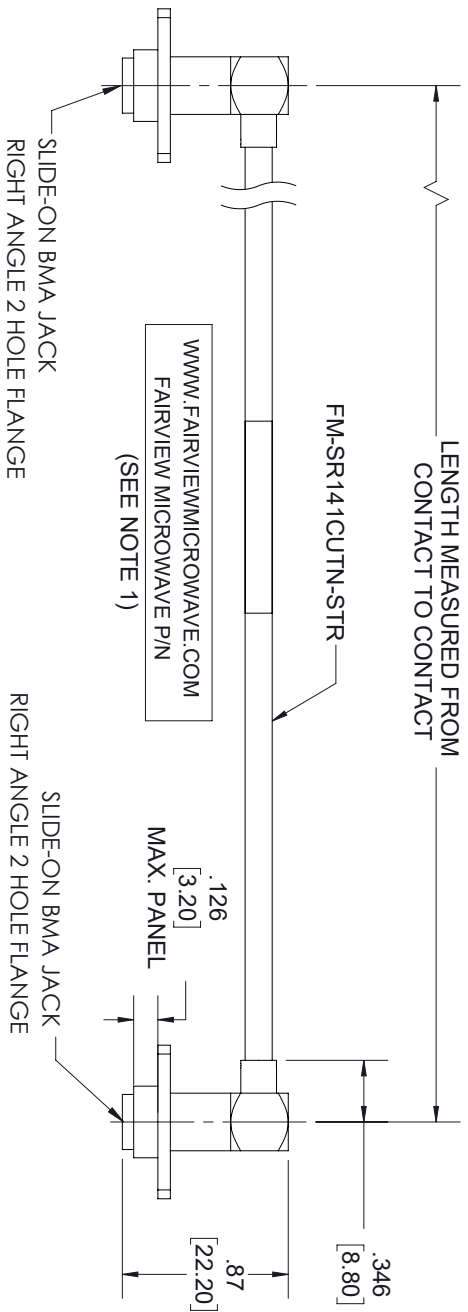 LENGTH MEASURED FROM
CONTACT TO CONTACT
FM-SR141CUTN-STR
.346
[8.80]
.87
[22.20]
WWW.FAIRVIEWMICROWAVE.COM
FAIRVIEW MICROWAVE P/N
(SEE NOTE 1)
.126
[3.20]
MAX. PANEL
SLIDE-ON BMA JACK
RIGHT ANGLE 2 HOLE FLANGE
SLIDE-ON BMA JACK
RIGHT ANGLE 2 HOLE FLANGE